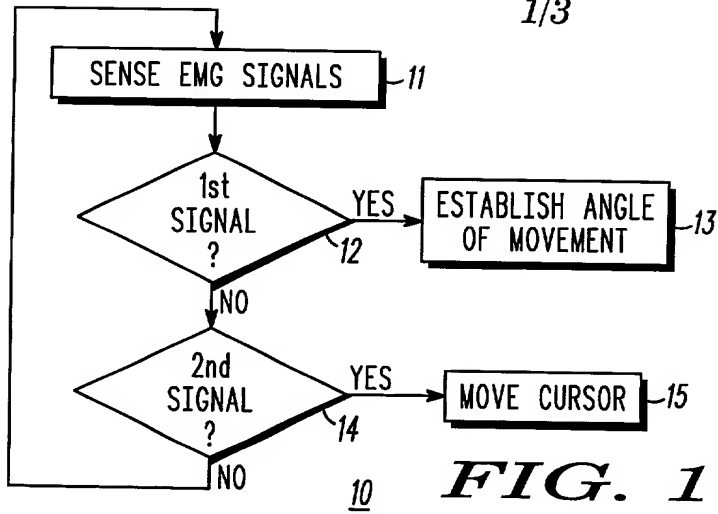 1/3
SENSE EMG SIGNALS
11
1st
SIGNAL
?
YES
12
ESTABLISH ANGLE
OF MOVEMENT
13
NO
2nd
SIGNAL
?
YES
14
MOVE CURSOR
15
NO
10
FIG. 1